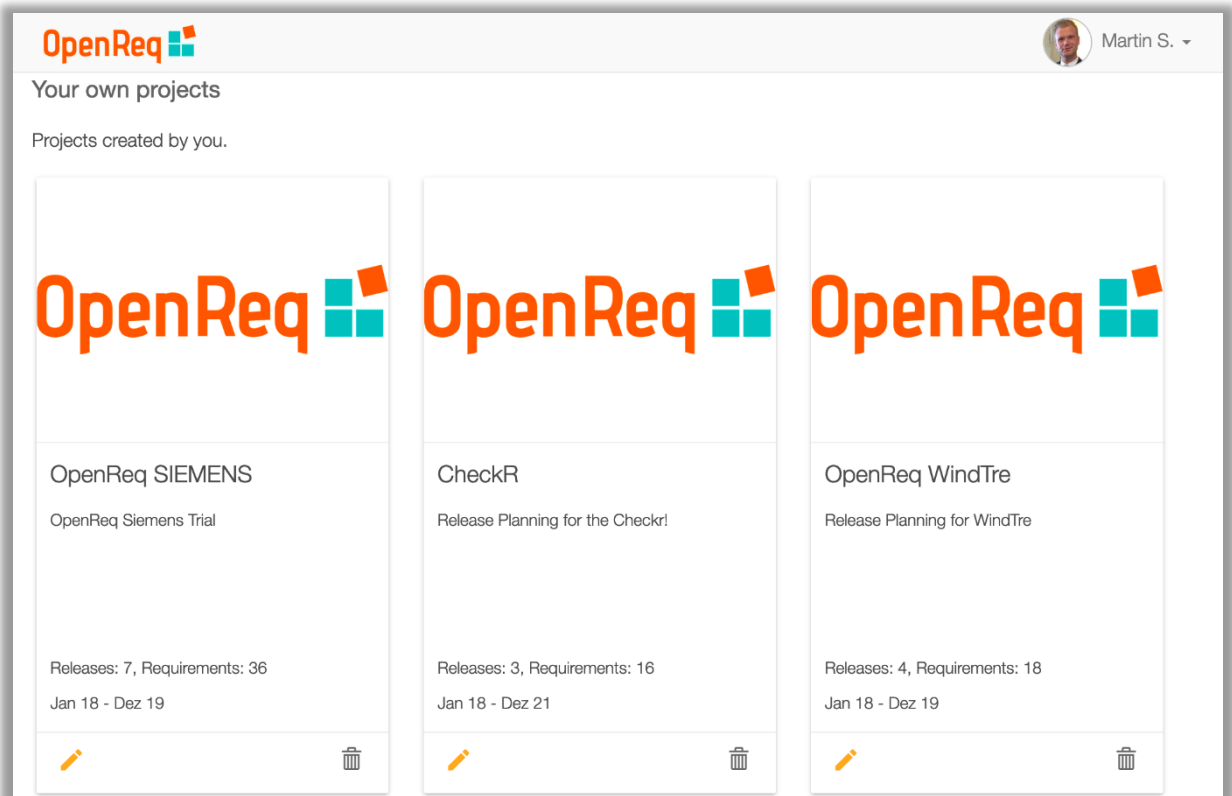 OpenReq
Martin S.
Your own projects
Projects created by you.
OpenReq
OpenReq SIEMENS
OpenReq Siemens Trial
Releases: 7, Requirements: 36
Jan 18 - Dez 19
OpenReq
CheckR
Release Planning for the Checkr!
Releases: 3, Requirements: 16
Jan 18 - Dez 21
OpenReq
OpenReq WindTre
Release Planning for WindTre
Releases: 4, Requirements: 18
Jan 18 - Dez 19